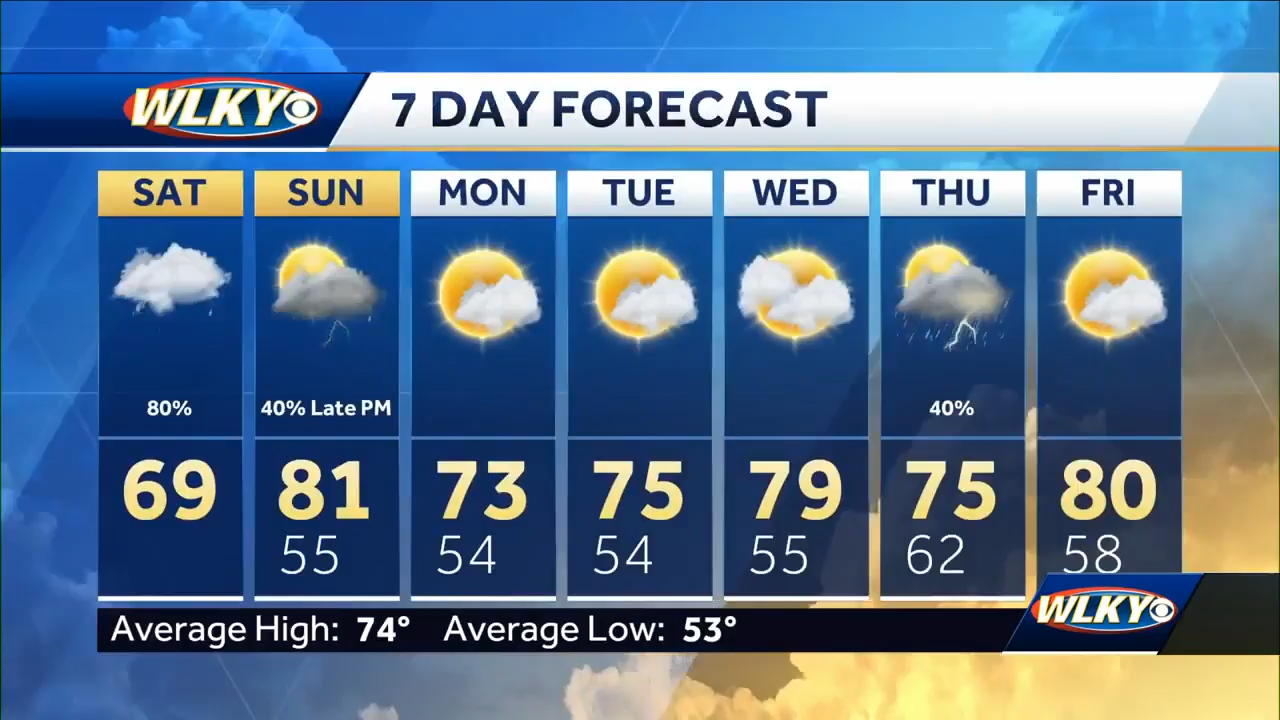 WLKY
7 DAY FORECAST
SAT SUN MON TUE WED THU FRI
80% 40% Late PM 40%
69 81 73 75 79 75 80
55 54 54 55 62 58
Average High: 74° Average Low: 53°
WLKY